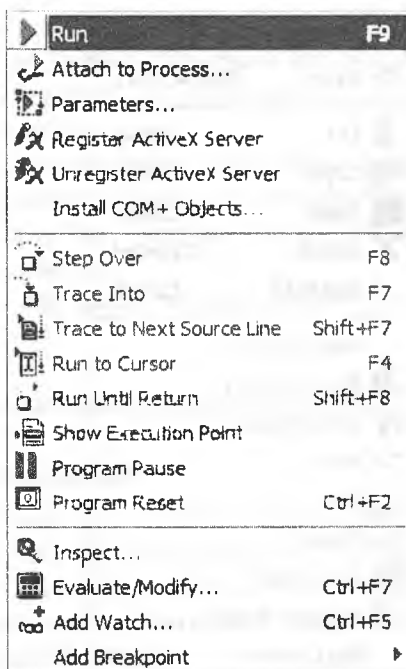 Run F9
Attach to Process...
Parameters...
Register ActiveX Server
Unregister ActiveX Server
Install COM+ Objects...
Step Over F8
Trace Into F7
Trace to Next Source Line Shift+F7
Run to Cursor F4
Run Until Return Shift+F8
Show Execution Point
Program Pause
Program Reset Ctrl+F2
Inspect...
Evaluate/Modify... Ctrl+F7
Add Watch... Ctrl+F5
Add Breakpoint